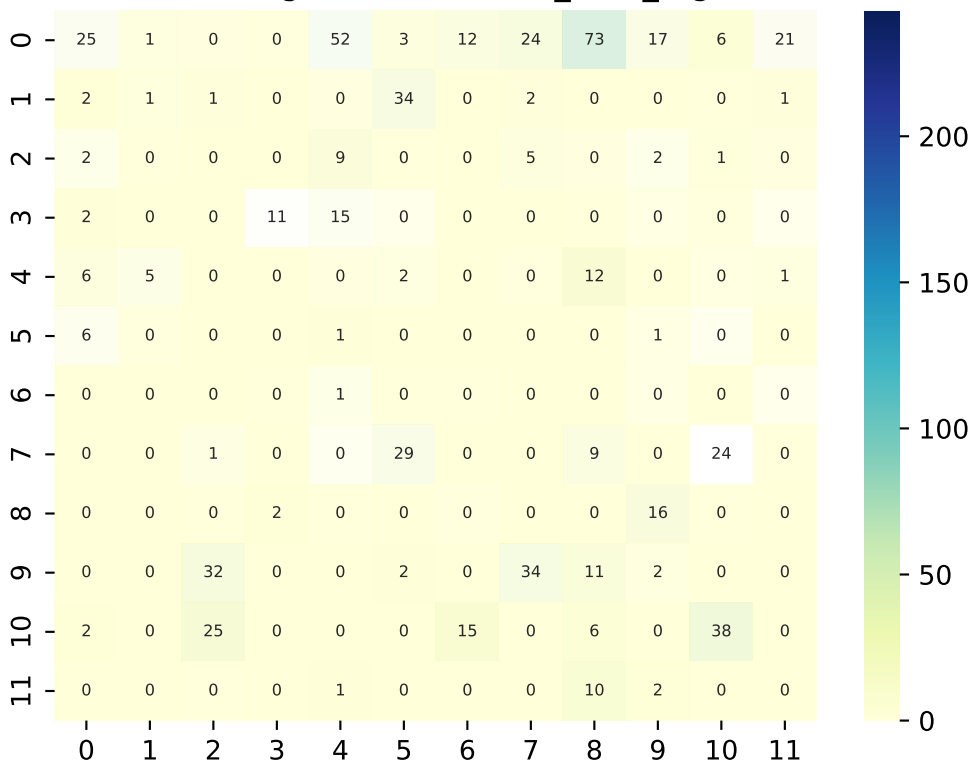 0 25 1 0 0 52 3 12 24 73 17 6 21
1 2 1 1 0 0 34 0 2 0 0 0 1
200
2 2 0 0 0 9 0 0 5 0 2 1 0
3 2 0 0 11 15 0 0 0 0 0 0 0
4 6 5 0 0 0 2 0 0 12 0 0 1
150
5 6 0 0 0 1 0 0 0 0 1 0 0
6 0 0 0 0 1 0 0 0 0 0 0 0
100
7 0 0 1 0 0 29 0 0 9 0 24 0
8 0 0 0 2 0 0 0 0 0 16 0 0
9 0 0 32 0 0 2 0 34 11 2 0 0
50
10 2 0 25 0 0 0 15 0 6 0 38 0
11 0 0 0 0 1 0 0 0 10 2 0 0
0
0 1 2 3 4 5 6 7 8 9 10 11